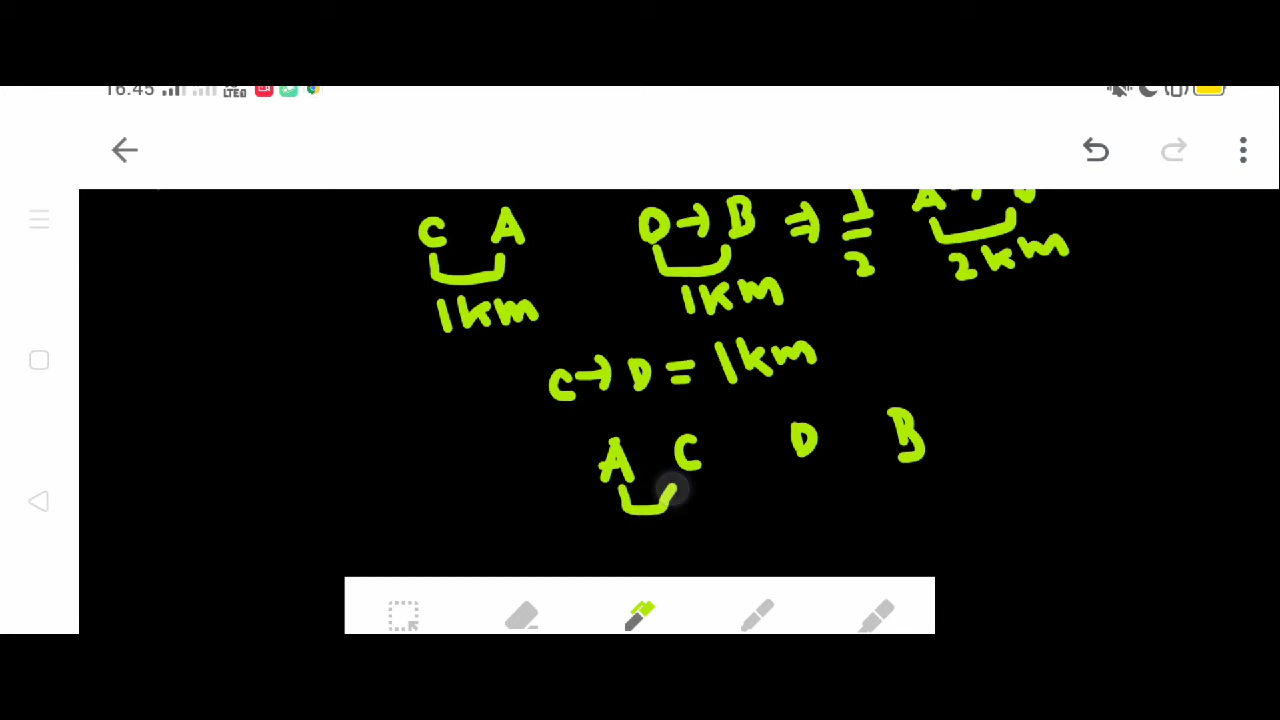 16.45
C A D → B ⇒ 1/2 A
1km 1km 2km
C → D = 1km
A C D B